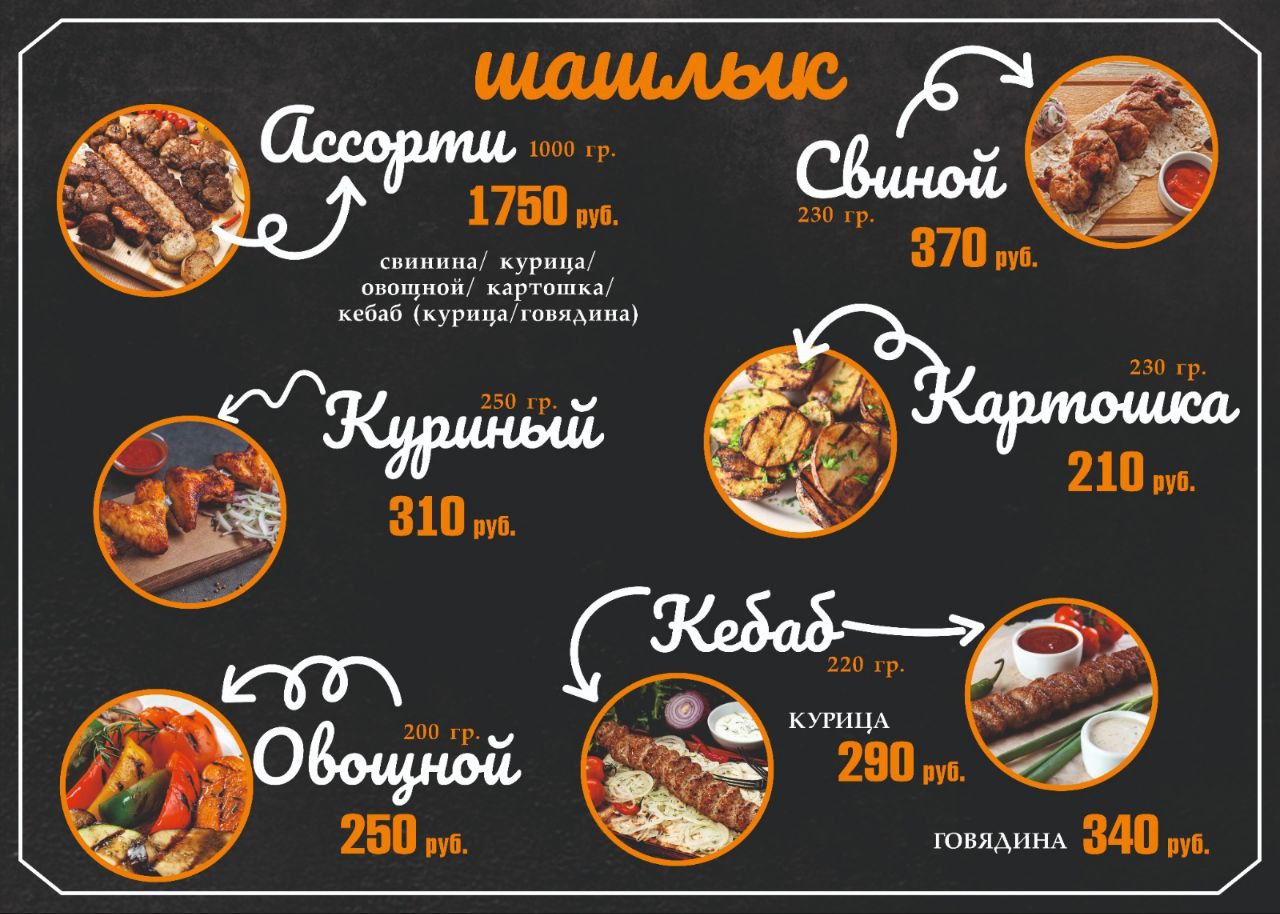 шашлык
Ассорти 1000 гр.
1750 руб.
свинина/ курица/
овощной/ картошка/
кебаб (курица/говядина)
Свиной
230 гр.
370 руб.
250 гр.
Куриный
310 руб.
230 гр.
Картошка
210 руб.
200 гр.
Овощной
250 руб.
Кебаб
220 гр.
КУРИЦА
290 руб.
ГОВЯДИНА 340 руб.